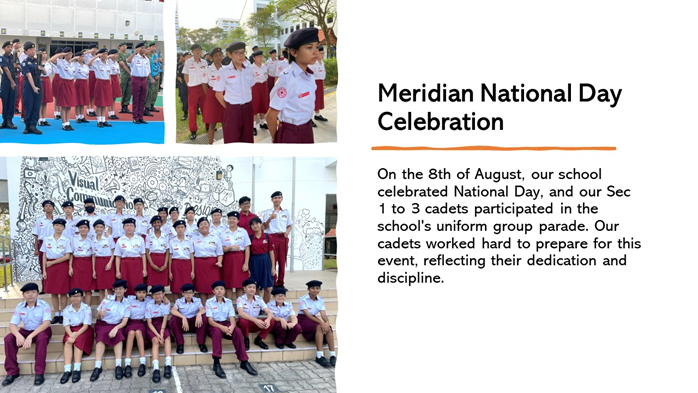 Meridian National Day
Celebration
On the 8th of August, our school
celebrated National Day, and our Sec
1 to 3 cadets participated in the
school's uniform group parade. Our
cadets worked hard to prepare for this
event, reflecting their dedication and
discipline.
Visual
Communication
17